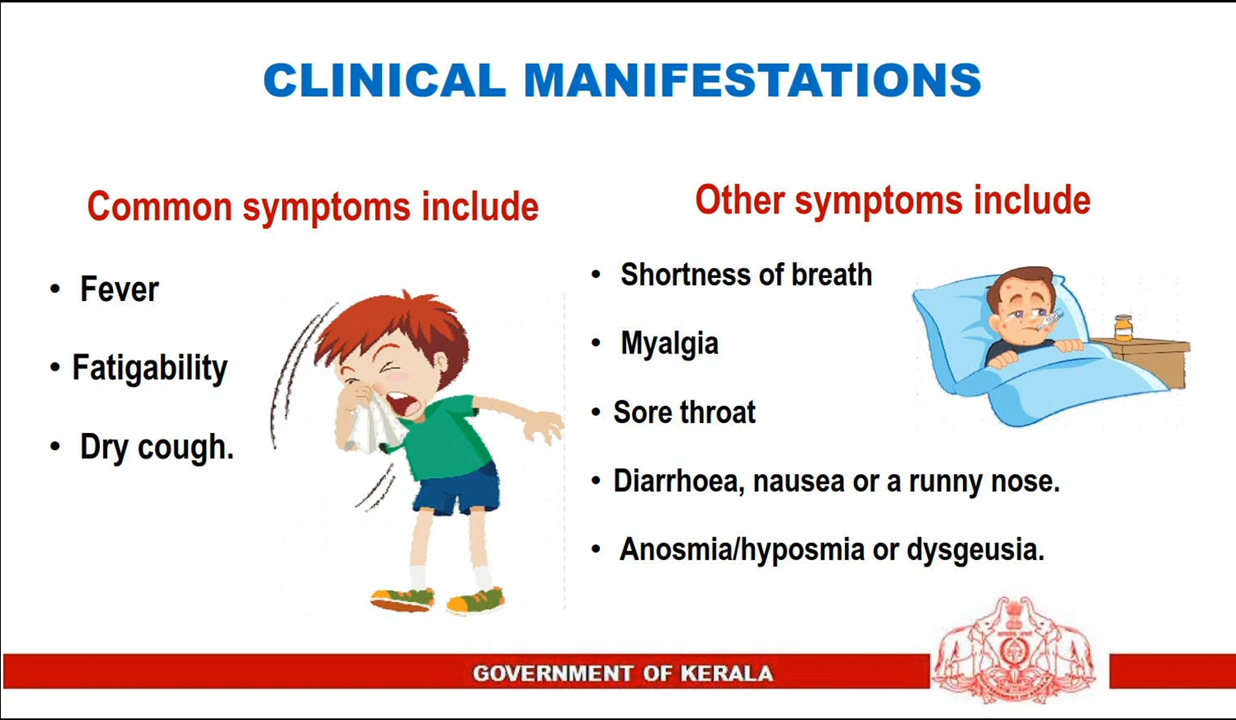 CLINICAL MANIFESTATIONS
Common symptoms include
• Fever
• Fatigability
• Dry cough.
Other symptoms include
• Shortness of breath
• Myalgia
• Sore throat
• Diarrhoea, nausea or a runny nose.
• Anosmia/hyposmia or dysgeusia.
GOVERNMENT OF KERALA